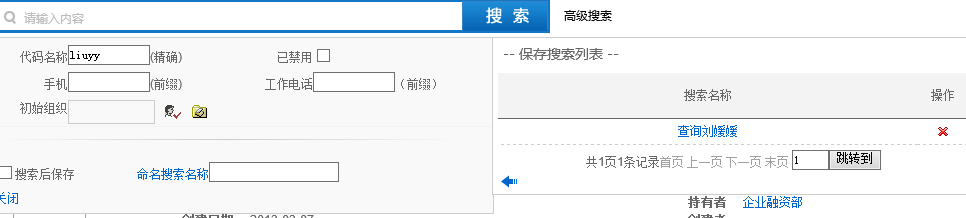 请输入内容 搜 索 高级搜索
代码名称 liuyy (精确) 已禁用
手机 (前缀) 工作电话 （前缀）
初始组织
搜索后保存 命名搜索名称
关闭
-- 保存搜索列表 --
搜索名称 操作
查询刘媛媛
共1页1条记录首页 上一页 下一页 末页 1 跳转到
持有者 企业融资部